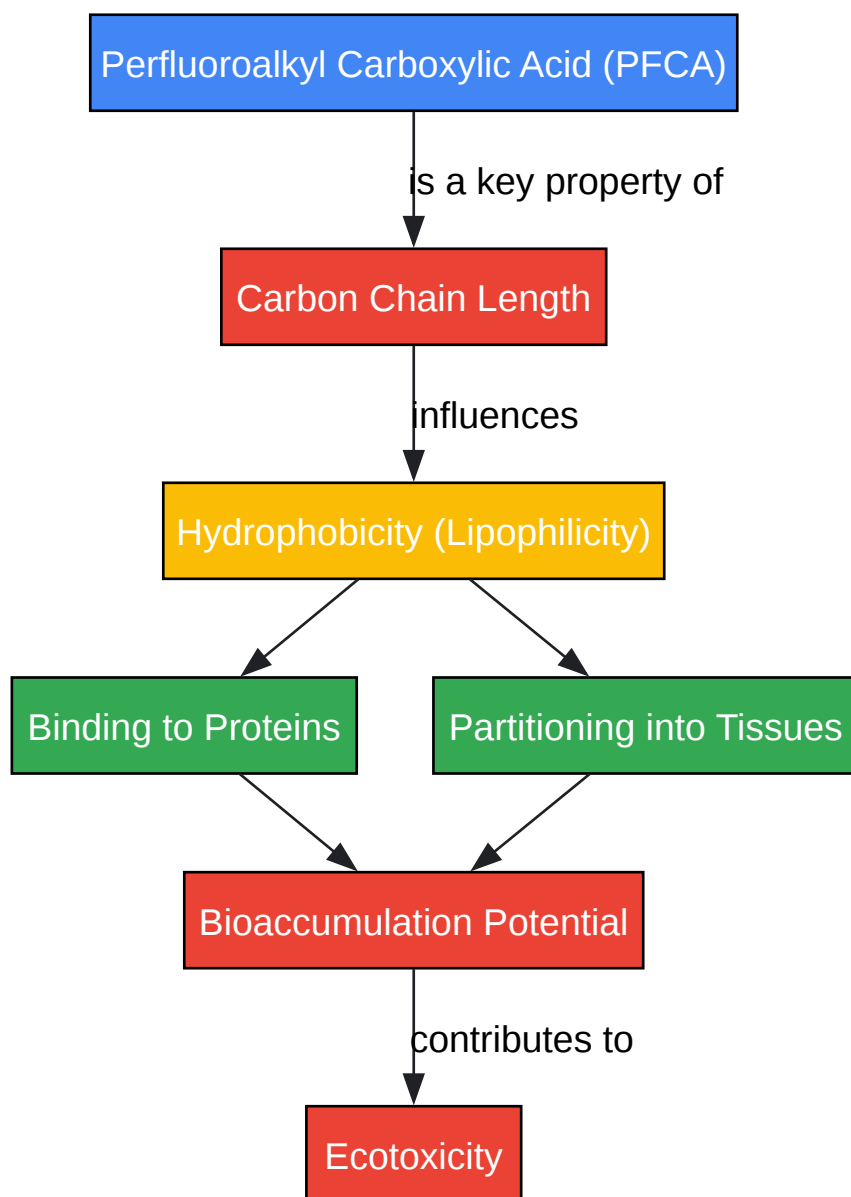 Perfluoroalkyl Carboxylic Acid (PFCA)
is a key property of
Carbon Chain Length
influences
Hydrophobicity (Lipophilicity)
Binding to Proteins
Partitioning into Tissues
Bioaccumulation Potential
contributes to
Ecotoxicity